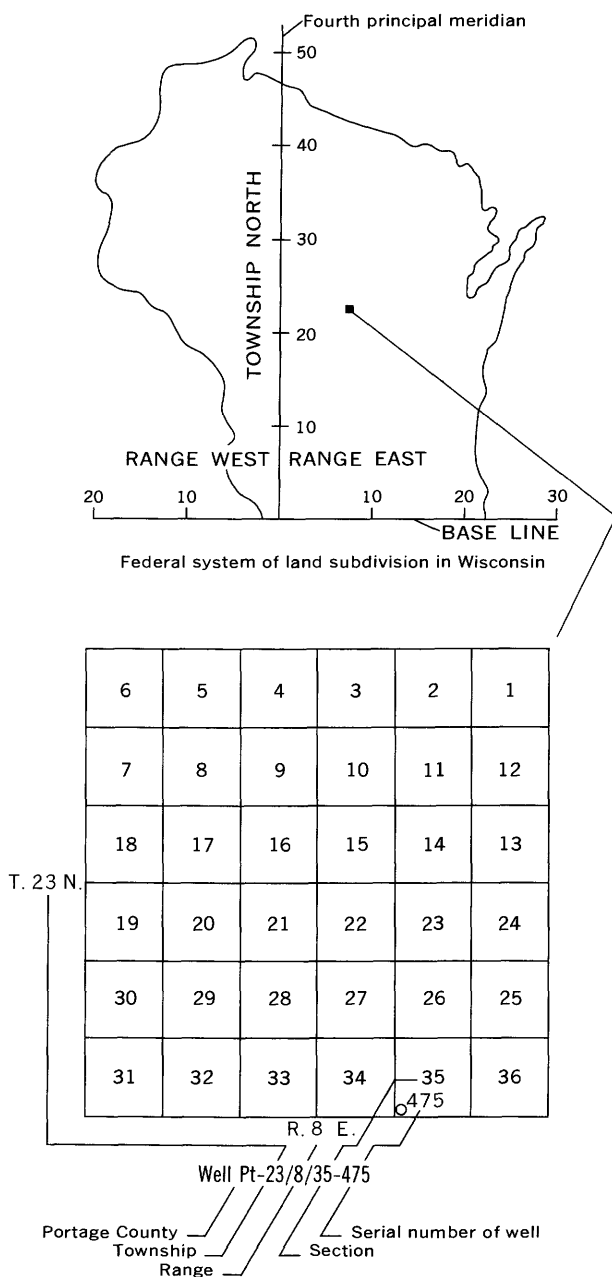 Fourth principal meridian
50
40
30
20
10
TOWNSHIP NORTH
RANGE WEST RANGE EAST
20 10 10 20 30
BASE LINE
Federal system of land subdivision in Wisconsin
6 5 4 3 2 1
7 8 9 10 11 12
18 17 16 15 14 13
T. 23 N.
19 20 21 22 23 24
30 29 28 27 26 25
31 32 33 34 35 36
475
R. 8 E.
Well Pt-23/8/35-475
Portage County
Township
Range
Section
Serial number of well